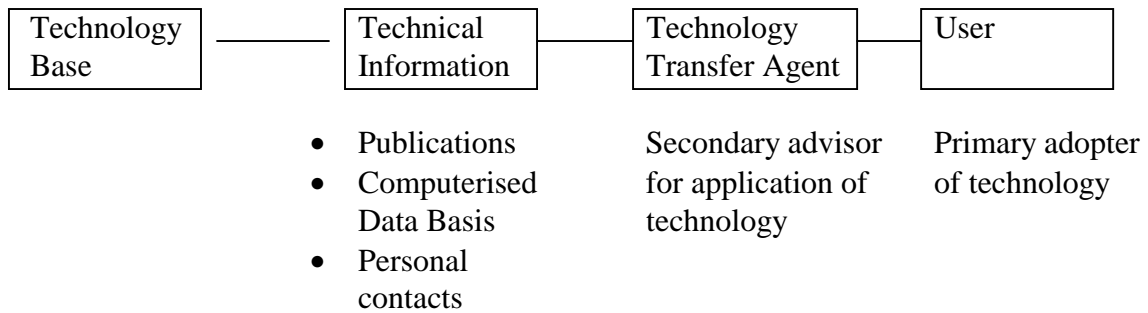 Technology
Base
Technical
Information
Technology
Transfer Agent
User
• Publications
• Computerised
Data Basis
• Personal
contacts
Secondary advisor
for application of
technology
Primary adopter
of technology